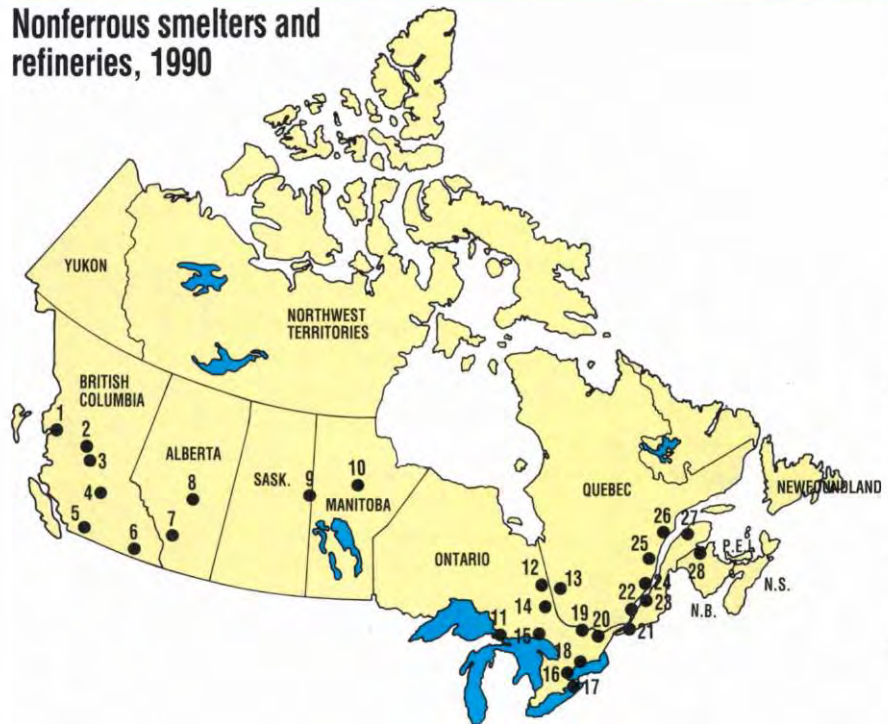 Nonferrous smelters and
refineries, 1990
YUKON
NORTHWEST
TERRITORIES
BRITISH
COLUMBIA
1
2
3
ALBERTA
4
8
5
7
6
SASK.
9
10
MANITOBA
QUEBEC
NEWFOUNDLAND
ONTARIO
26
27
P.E.I.
25
28
12
13
24
22
23
N.S.
14
N.B.
11
15
19
20
21
18
16
17